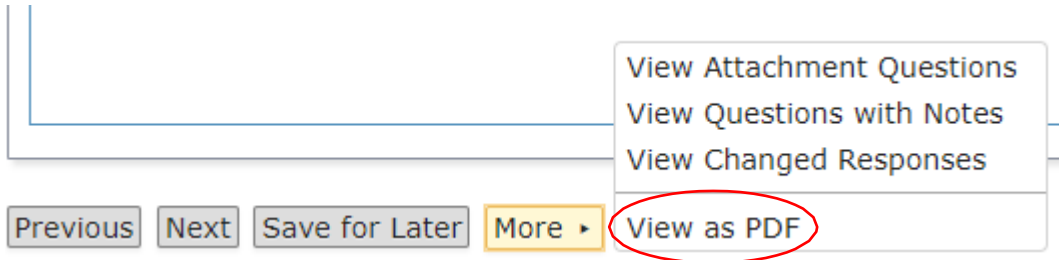 View Attachment Questions
View Questions with Notes
View Changed Responses
Previous Next Save for Later More ▸ View as PDF